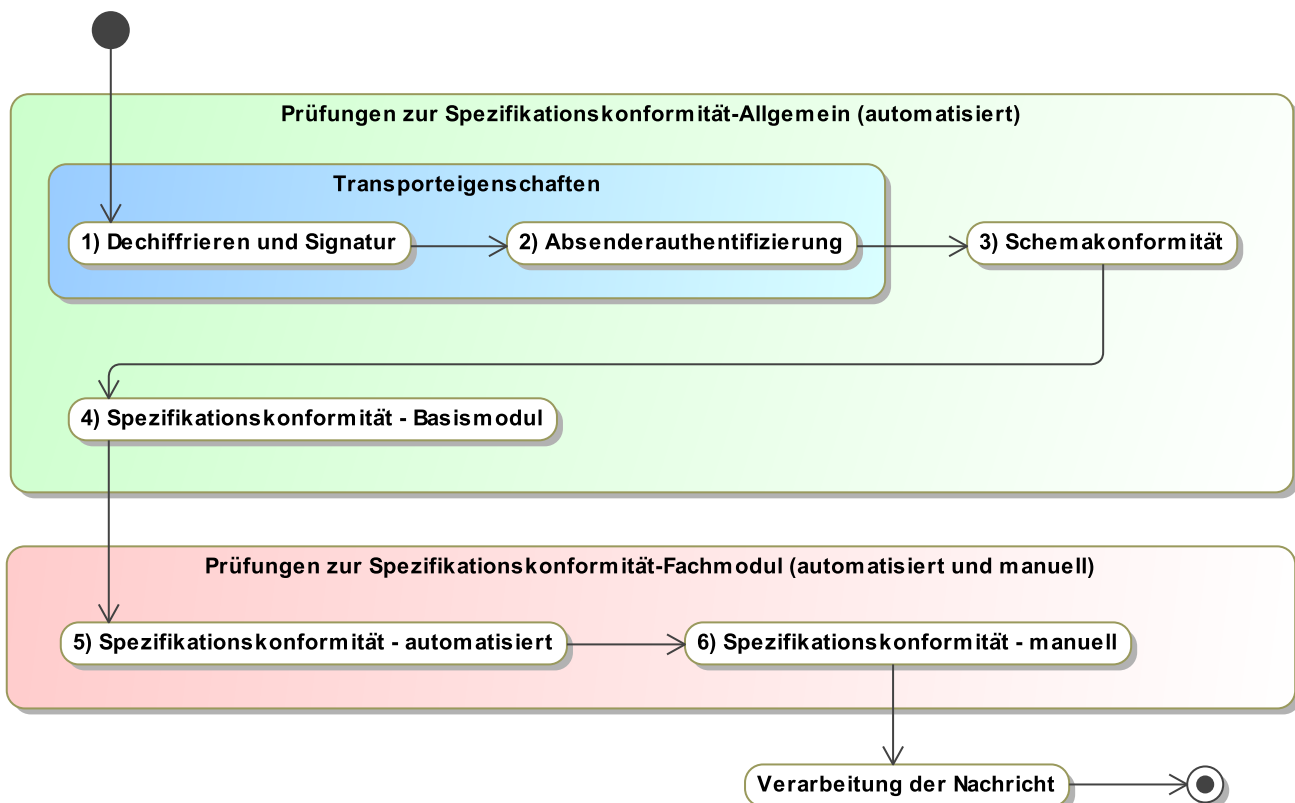 Prüfungen zur Spezifikationskonformität-Allgemein (automatisiert)
Transporteigenschaften
1) Dechiffrieren und Signatur
2) Absenderauthentifizierung
3) Schemakonformität
4) Spezifikationskonformität - Basismodul
Prüfungen zur Spezifikationskonformität-Fachmodul (automatisiert und manuell)
5) Spezifikationskonformität - automatisiert
6) Spezifikationskonformität - manuell
Verarbeitung der Nachricht